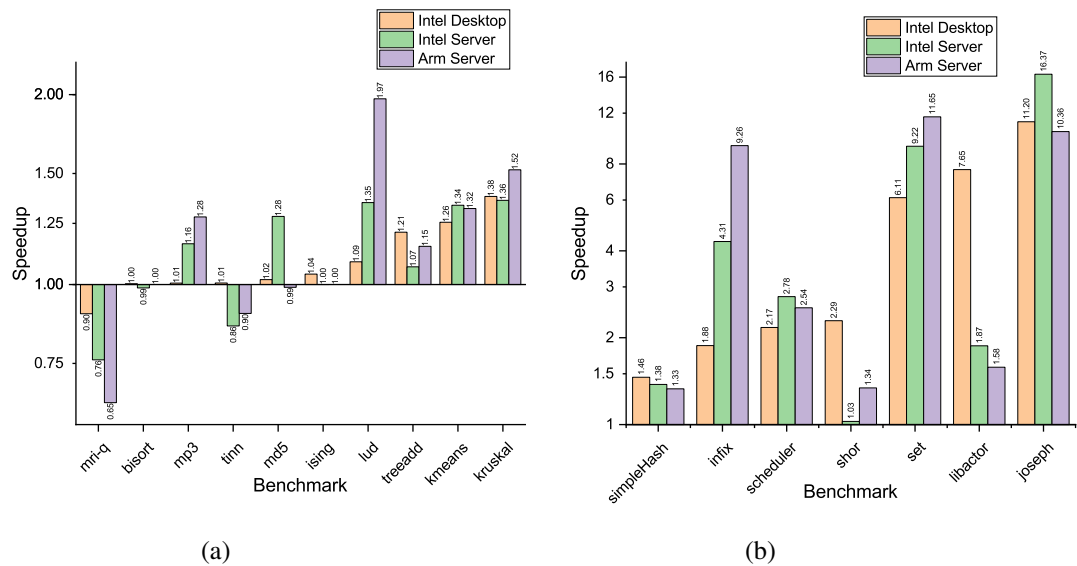 Intel Desktop
Intel Server
Arm Server
Speedup
2.00
1.50
1.25
1.00
0.75
0.90
0.76
0.65
1.00
0.99
1.00
1.01
1.16
1.28
1.01
0.86
0.90
1.02
1.28
0.99
1.04
1.00
1.00
1.09
1.35
1.97
1.21
1.07
1.15
1.26
1.34
1.32
1.38
1.36
1.52
mri-q
bisort
mp3
tinn
md5
ising
lud
treeadd
kmeans
kruskal
Benchmark
(a)
Intel Desktop
Intel Server
Arm Server
Speedup
16
12
8
6
4
3
2
1.5
1
1.46
1.38
1.33
1.88
4.31
9.26
2.17
2.78
2.54
2.29
1.03
1.34
6.11
9.22
11.65
7.65
1.87
1.58
11.20
16.37
10.36
simpleHash
infix
scheduler
shor
set
libactor
joseph
Benchmark
(b)